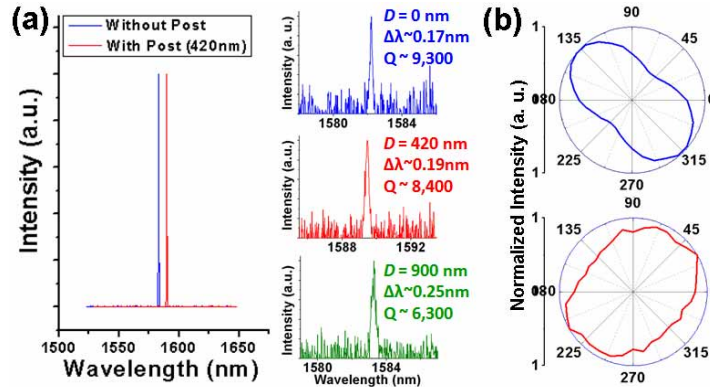 (a)
Without Post
With Post (420nm)
Intensity (a.u.)
1500 1550 1600 1650
Wavelength (nm)
Intensity (a. u.)
D = 0 nm
Δλ~0.17nm
Q ~ 9,300
1580 1584
Intensity (a.u.)
D = 420 nm
Δλ~0.19nm
Q ~ 8,400
1588 1592
Intensity (a.u.)
D = 900 nm
Δλ~0.25nm
Q ~ 6,300
1580 1584
Wavelength (nm)
(b)
Normalized Intensity (a. u.)
1
90
135 45
180 0
225 315
270
1
1
90
135 45
180 0
225 315
270
1